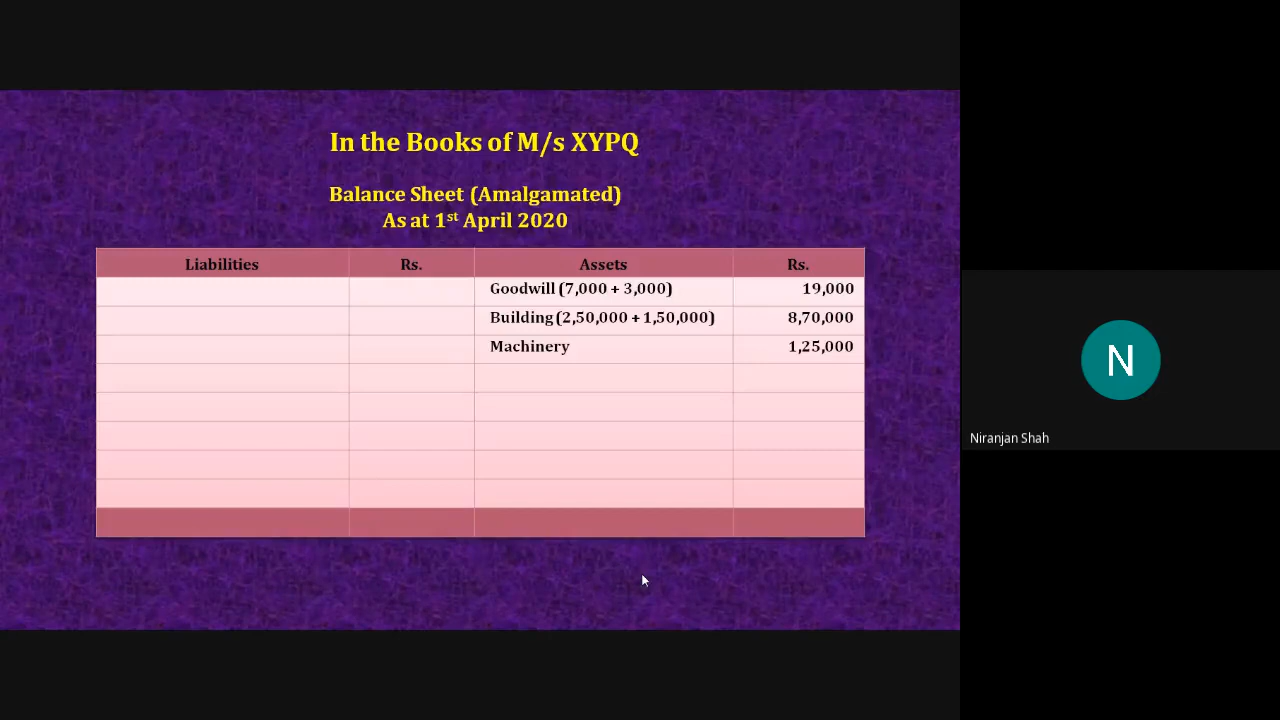 In the Books of M/s XYPQ
Balance Sheet (Amalgamated)
As at 1st April 2020
Liabilities Rs. Assets Rs.
Goodwill (7,000 + 3,000) 19,000
Building (2,50,000 + 1,50,000) 8,70,000
Machinery 1,25,000
N
Niranjan Shah